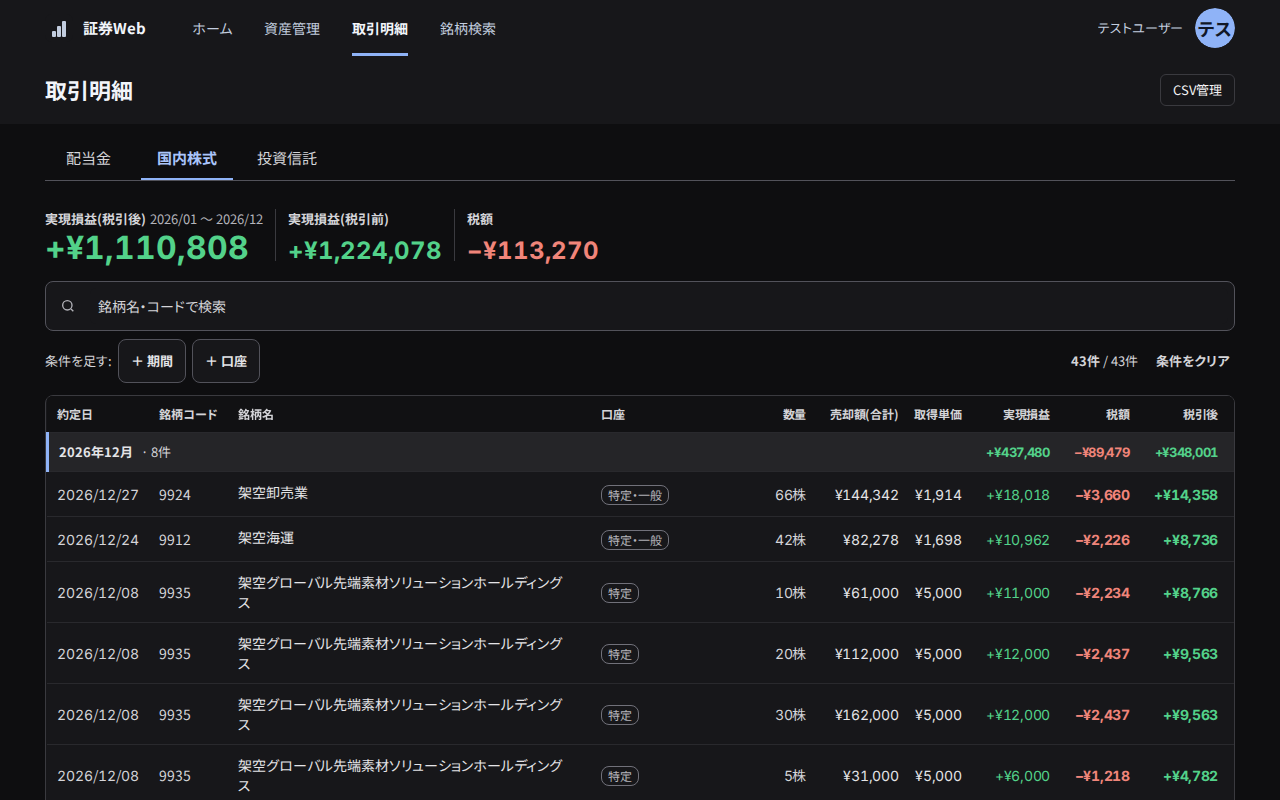 証券Web ホーム 資産管理 取引明細 銘柄検索 テストユーザー テス
取引明細 CSV管理
配当金 国内株式 投資信託
実現損益(税引後) 2026/01 〜 2026/12 実現損益(税引前) 税額
+¥1,110,808 +¥1,224,078 −¥113,270
銘柄名・コードで検索
条件を足す: ＋ 期間 ＋ 口座 43件 / 43件 条件をクリア
約定日 銘柄コード 銘柄名 口座 数量 売却額(合計) 取得単価 実現損益 税額 税引後
2026年12月 · 8件 +¥437,480 −¥89,479 +¥348,001
2026/12/27 9924 架空卸売業 特定・一般 66株 ¥144,342 ¥1,914 +¥18,018 −¥3,660 +¥14,358
2026/12/24 9912 架空海運 特定・一般 42株 ¥82,278 ¥1,698 +¥10,962 −¥2,226 +¥8,736
2026/12/08 9935 架空グローバル先端素材ソリューションホールディング
ス 特定 10株 ¥61,000 ¥5,000 +¥11,000 −¥2,234 +¥8,766
2026/12/08 9935 架空グローバル先端素材ソリューションホールディング
ス 特定 20株 ¥112,000 ¥5,000 +¥12,000 −¥2,437 +¥9,563
2026/12/08 9935 架空グローバル先端素材ソリューションホールディング
ス 特定 30株 ¥162,000 ¥5,000 +¥12,000 −¥2,437 +¥9,563
2026/12/08 9935 架空グローバル先端素材ソリューションホールディング
ス 特定 5株 ¥31,000 ¥5,000 +¥6,000 −¥1,218 +¥4,782